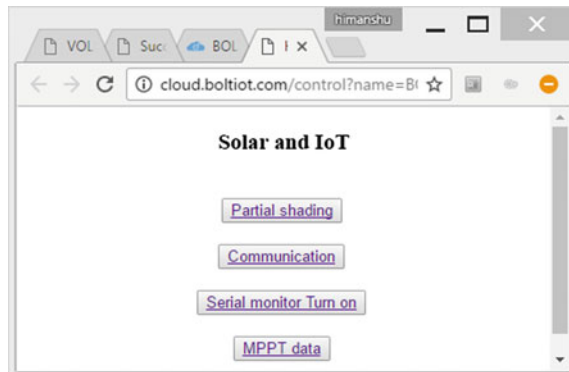 himanshu
VOL Succ BOL
cloud.boltiot.com/control?name=B
Solar and IoT
Partial shading
Communication
Serial monitor Turn on
MPPT data